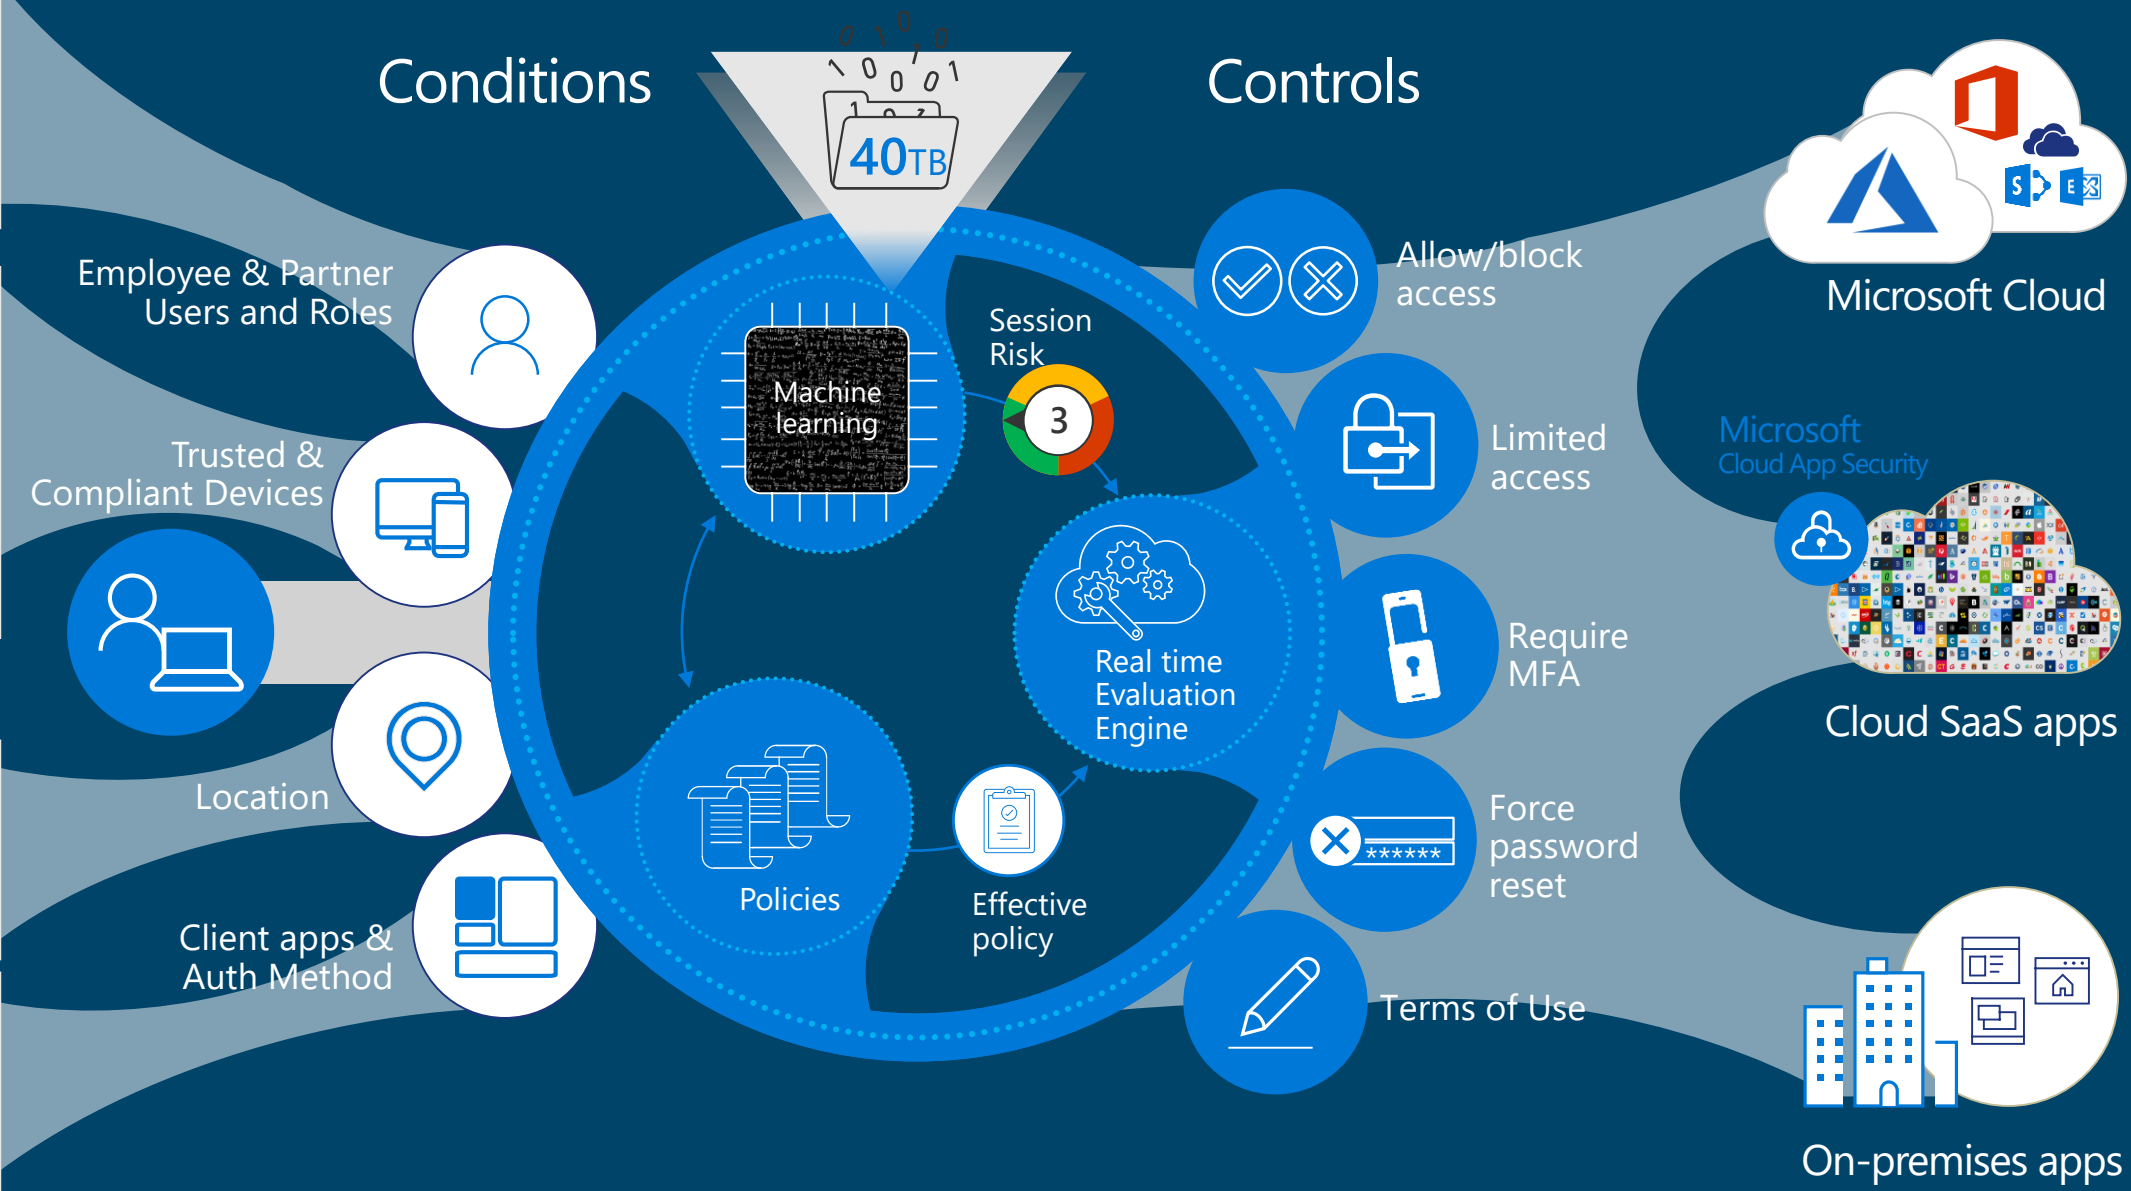 Conditions
Controls
40TB
Employee & Partner
Users and Roles
Trusted &
Compliant Devices
Location
Client apps &
Auth Method
Machine
learning
Session
Risk
3
Real time
Evaluation
Engine
Policies
Effective
policy
Allow/block
access
Limited
access
Require
MFA
Force
password
reset
******
Terms of Use
S
E
Microsoft Cloud
Microsoft
Cloud App Security
Cloud SaaS apps
On-premises apps